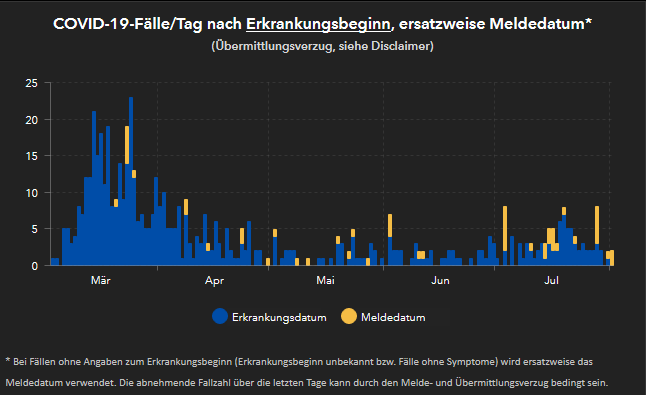 COVID-19-Fälle/Tag nach Erkrankungsbeginn, ersatzweise Meldedatum*
(Übermittlungsverzug, siehe Disclaimer)
25
20
15
10
5
0
Mär Apr Mai Jun Jul
Erkrankungsdatum Meldedatum
* Bei Fällen ohne Angaben zum Erkrankungsbeginn (Erkrankungsbeginn unbekannt bzw. Fälle ohne Symptome) wird ersatzweise das
Meldedatum verwendet. Die abnehmende Fallzahl über die letzten Tage kann durch den Melde- und Übermittlungsverzug bedingt sein.